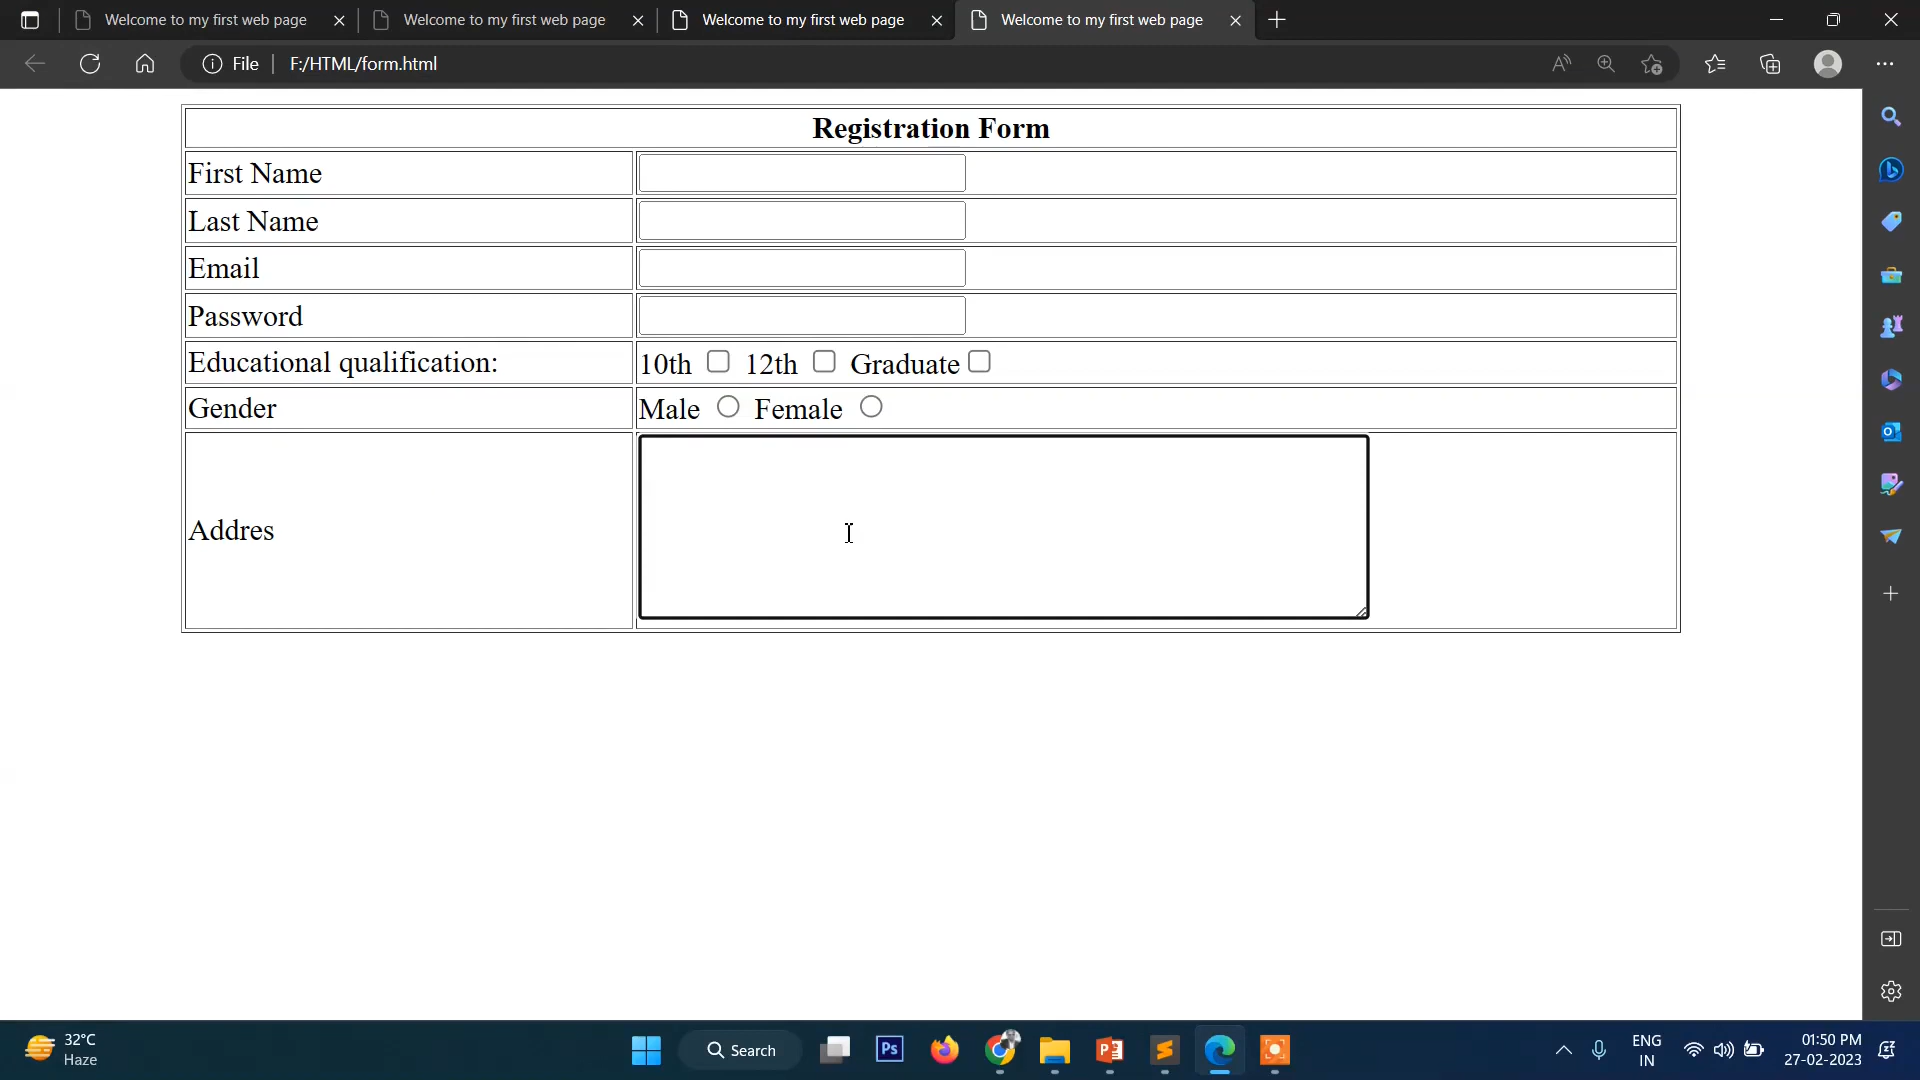 Welcome to my first web page
Welcome to my first web page
Welcome to my first web page
Welcome to my first web page
File
F:/HTML/form.html
Registration Form
First Name
Last Name
Email
Password
Educational qualification:
10th 12th Graduate
Gender
Male Female
Addres
32°C
Haze
Search
Ps
ENG
IN
01:50 PM
27-02-2023